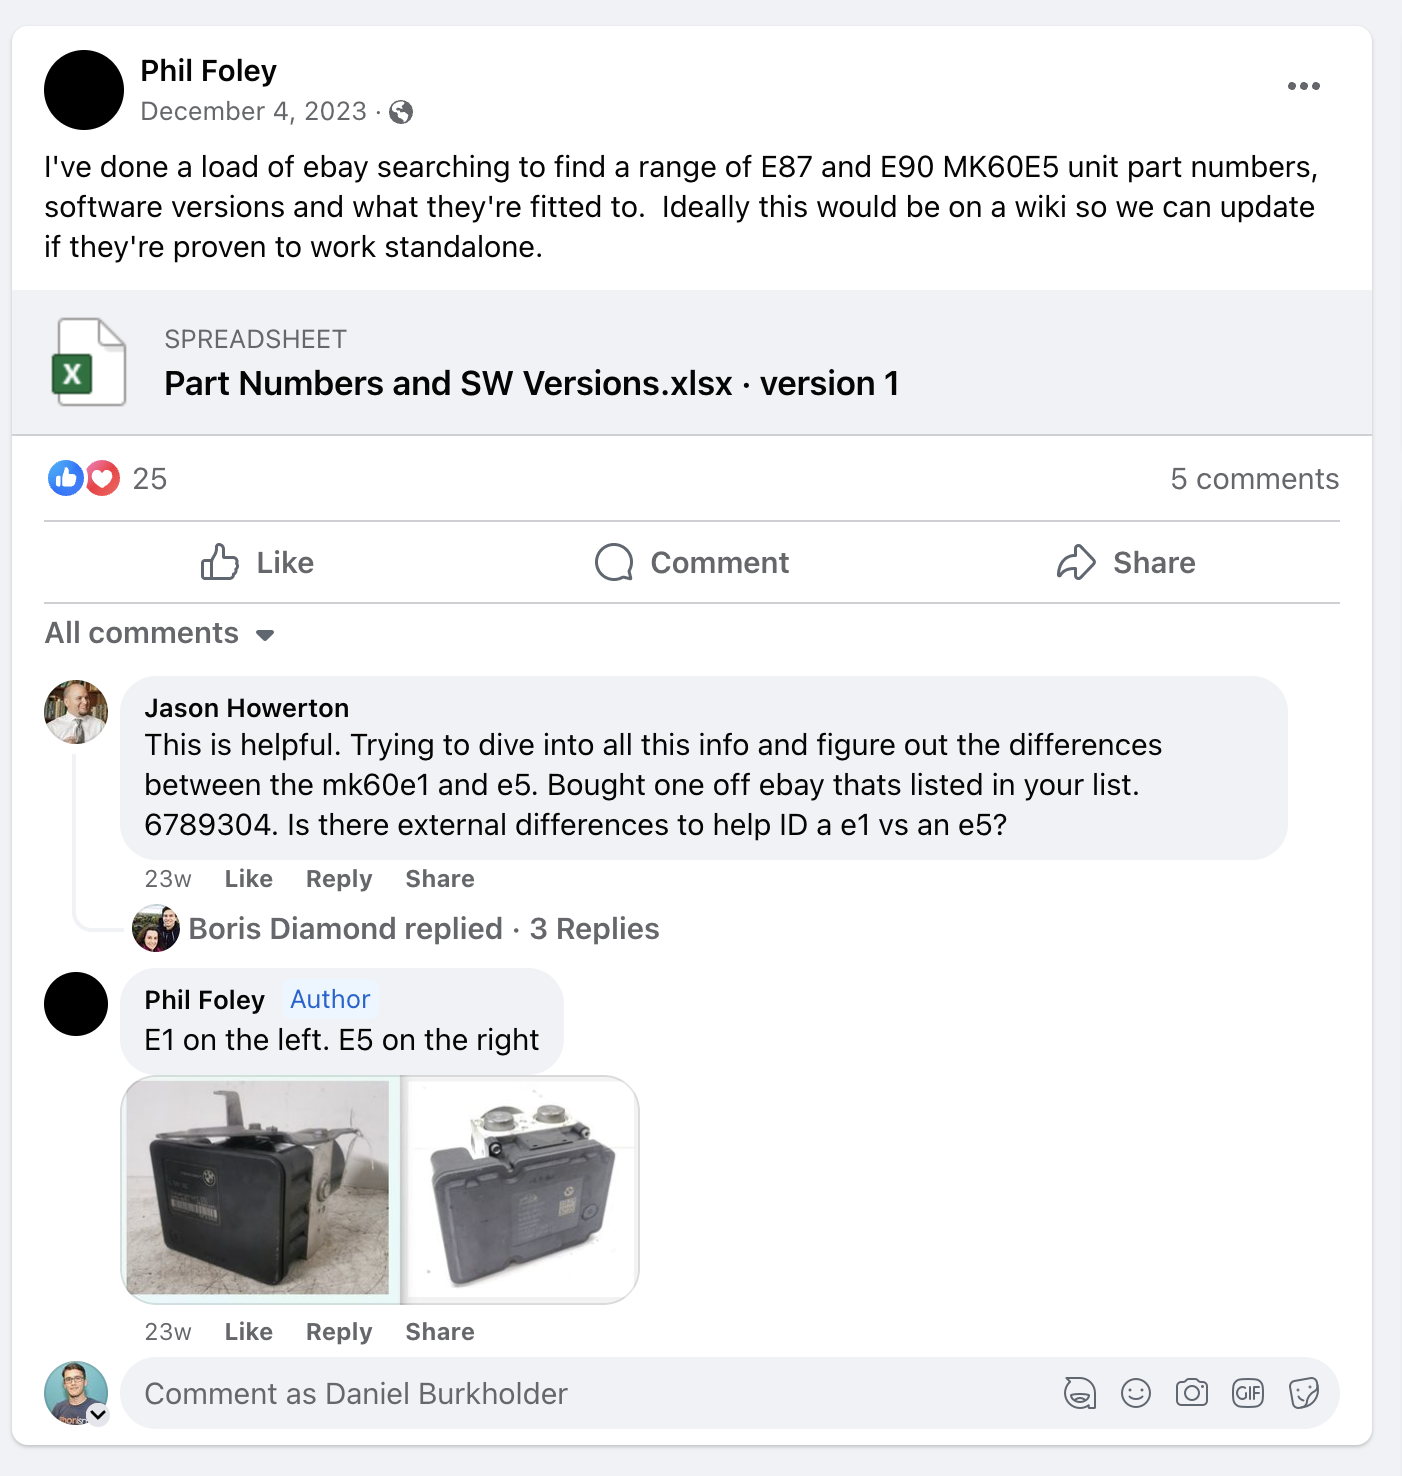 Phil Foley
December 4, 2023 ·
I've done a load of ebay searching to find a range of E87 and E90 MK60E5 unit part numbers,
software versions and what they're fitted to.  Ideally this would be on a wiki so we can update
if they're proven to work standalone.
X
SPREADSHEET
Part Numbers and SW Versions.xlsx · version 1
25
5 comments
Like
Comment
Share
All comments
Jason Howerton
This is helpful. Trying to dive into all this info and figure out the differences
between the mk60e1 and e5. Bought one off ebay thats listed in your list.
6789304. Is there external differences to help ID a e1 vs an e5?
23w Like Reply Share
Boris Diamond replied · 3 Replies
Phil Foley Author
E1 on the left. E5 on the right
23w Like Reply Share
Comment as Daniel Burkholder
GIF